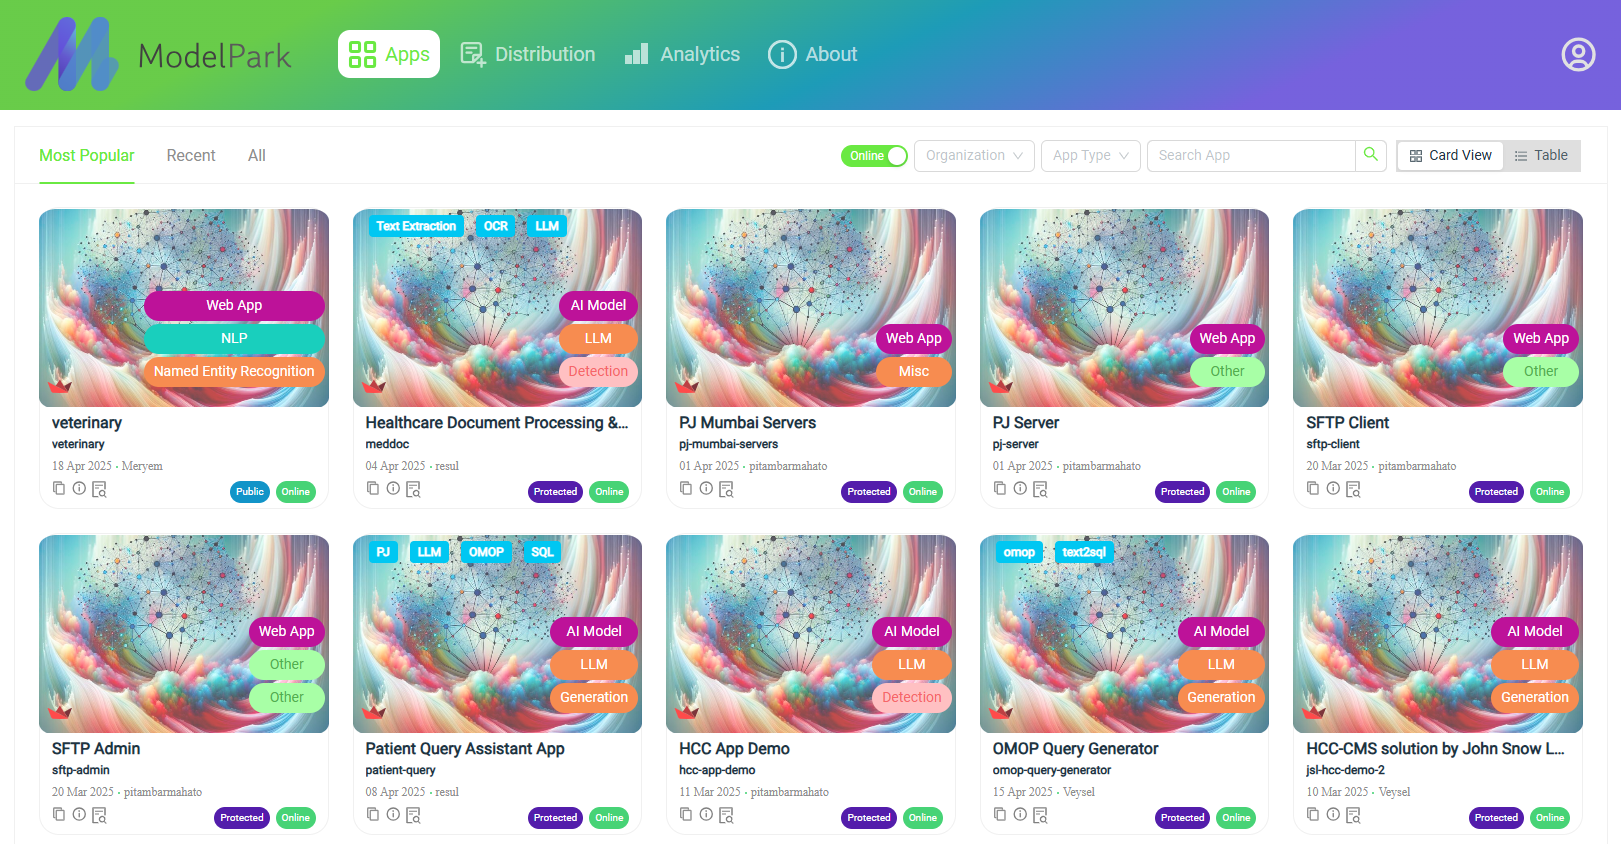 ModelPark
Apps
Distribution
Analytics
About
Most Popular
Recent
All
Online
Organization
App Type
Search App
Card View
Table
Web App
NLP
Named Entity Recognition
veterinary
veterinary
18 Apr 2025 · Meryem
Public
Online
Text Extraction
OCR
LLM
AI Model
LLM
Detection
Healthcare Document Processing &...
meddoc
04 Apr 2025 · resul
Protected
Online
Web App
Misc
PJ Mumbai Servers
pj-mumbai-servers
01 Apr 2025 · pitambarmahato
Protected
Online
Web App
Other
PJ Server
pj-server
01 Apr 2025 · pitambarmahato
Protected
Online
Web App
Other
SFTP Client
sftp-client
20 Mar 2025 · pitambarmahato
Protected
Online
Web App
Other
Other
SFTP Admin
sftp-admin
20 Mar 2025 · pitambarmahato
Protected
Online
PJ
LLM
OMOP
SQL
AI Model
LLM
Generation
Patient Query Assistant App
patient-query
08 Apr 2025 · resul
Protected
Online
AI Model
LLM
Detection
HCC App Demo
hcc-app-demo
11 Mar 2025 · pitambarmahato
Protected
Online
omop
text2sql
AI Model
LLM
Generation
OMOP Query Generator
omop-query-generator
15 Apr 2025 · Veysel
Protected
Online
AI Model
LLM
Generation
HCC-CMS solution by John Snow L...
jsl-hcc-demo-2
10 Mar 2025 · Veysel
Protected
Online